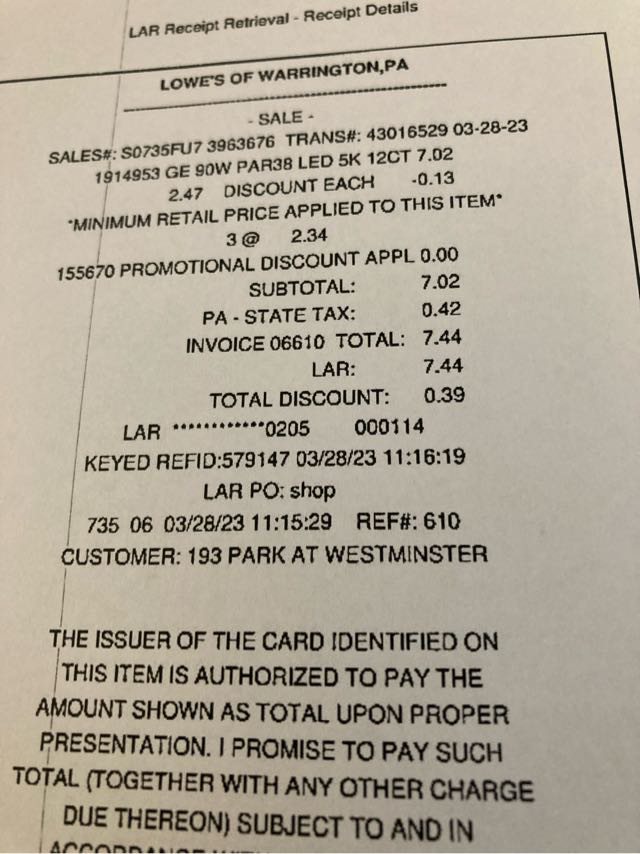 LAR Receipt Retrieval - Receipt Details
LOWE'S OF WARRINGTON,PA
- SALE -
SALES#: S0735FU7 3963676 TRANS#: 43016529 03-28-23
1914953 GE 90W PAR38 LED 5K 12CT 7.02
2.47 DISCOUNT EACH -0.13
*MINIMUM RETAIL PRICE APPLIED TO THIS ITEM*
3 @ 2.34
155670 PROMOTIONAL DISCOUNT APPL 0.00
SUBTOTAL: 7.02
PA - STATE TAX: 0.42
INVOICE 06610 TOTAL: 7.44
LAR: 7.44
TOTAL DISCOUNT: 0.39
LAR ************0205 000114
KEYED REFID:579147 03/28/23 11:16:19
LAR PO: shop
735 06 03/28/23 11:15:29 REF#: 610
CUSTOMER: 193 PARK AT WESTMINSTER
THE ISSUER OF THE CARD IDENTIFIED ON
THIS ITEM IS AUTHORIZED TO PAY THE
AMOUNT SHOWN AS TOTAL UPON PROPER
PRESENTATION. I PROMISE TO PAY SUCH
TOTAL (TOGETHER WITH ANY OTHER CHARGE
DUE THEREON) SUBJECT TO AND IN